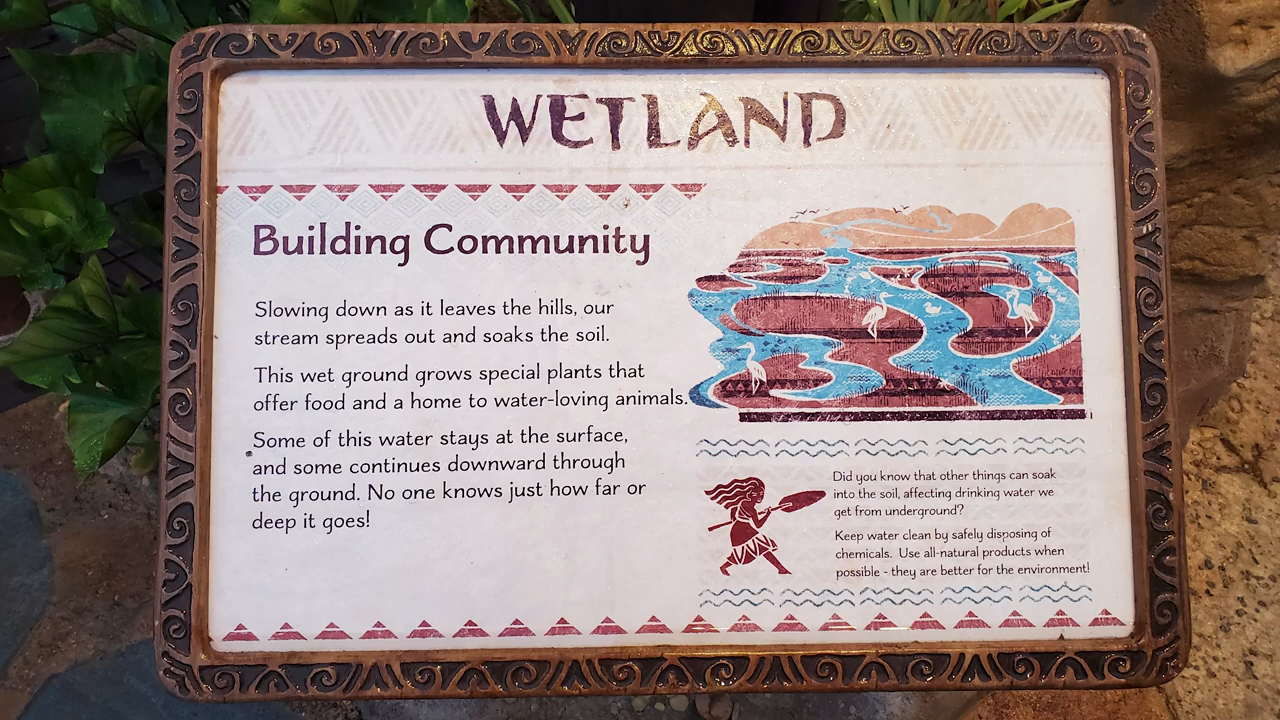 WETLAND
Building Community
Slowing down as it leaves the hills, our
stream spreads out and soaks the soil.
This wet ground grows special plants that
offer food and a home to water-loving animals.
Some of this water stays at the surface,
and some continues downward through
the ground. No one knows just how far or
deep it goes!
Did you know that other things can soak
into the soil, affecting drinking water we
get from underground?
Keep water clean by safely disposing of
chemicals. Use all-natural products when
possible - they are better for the environment!